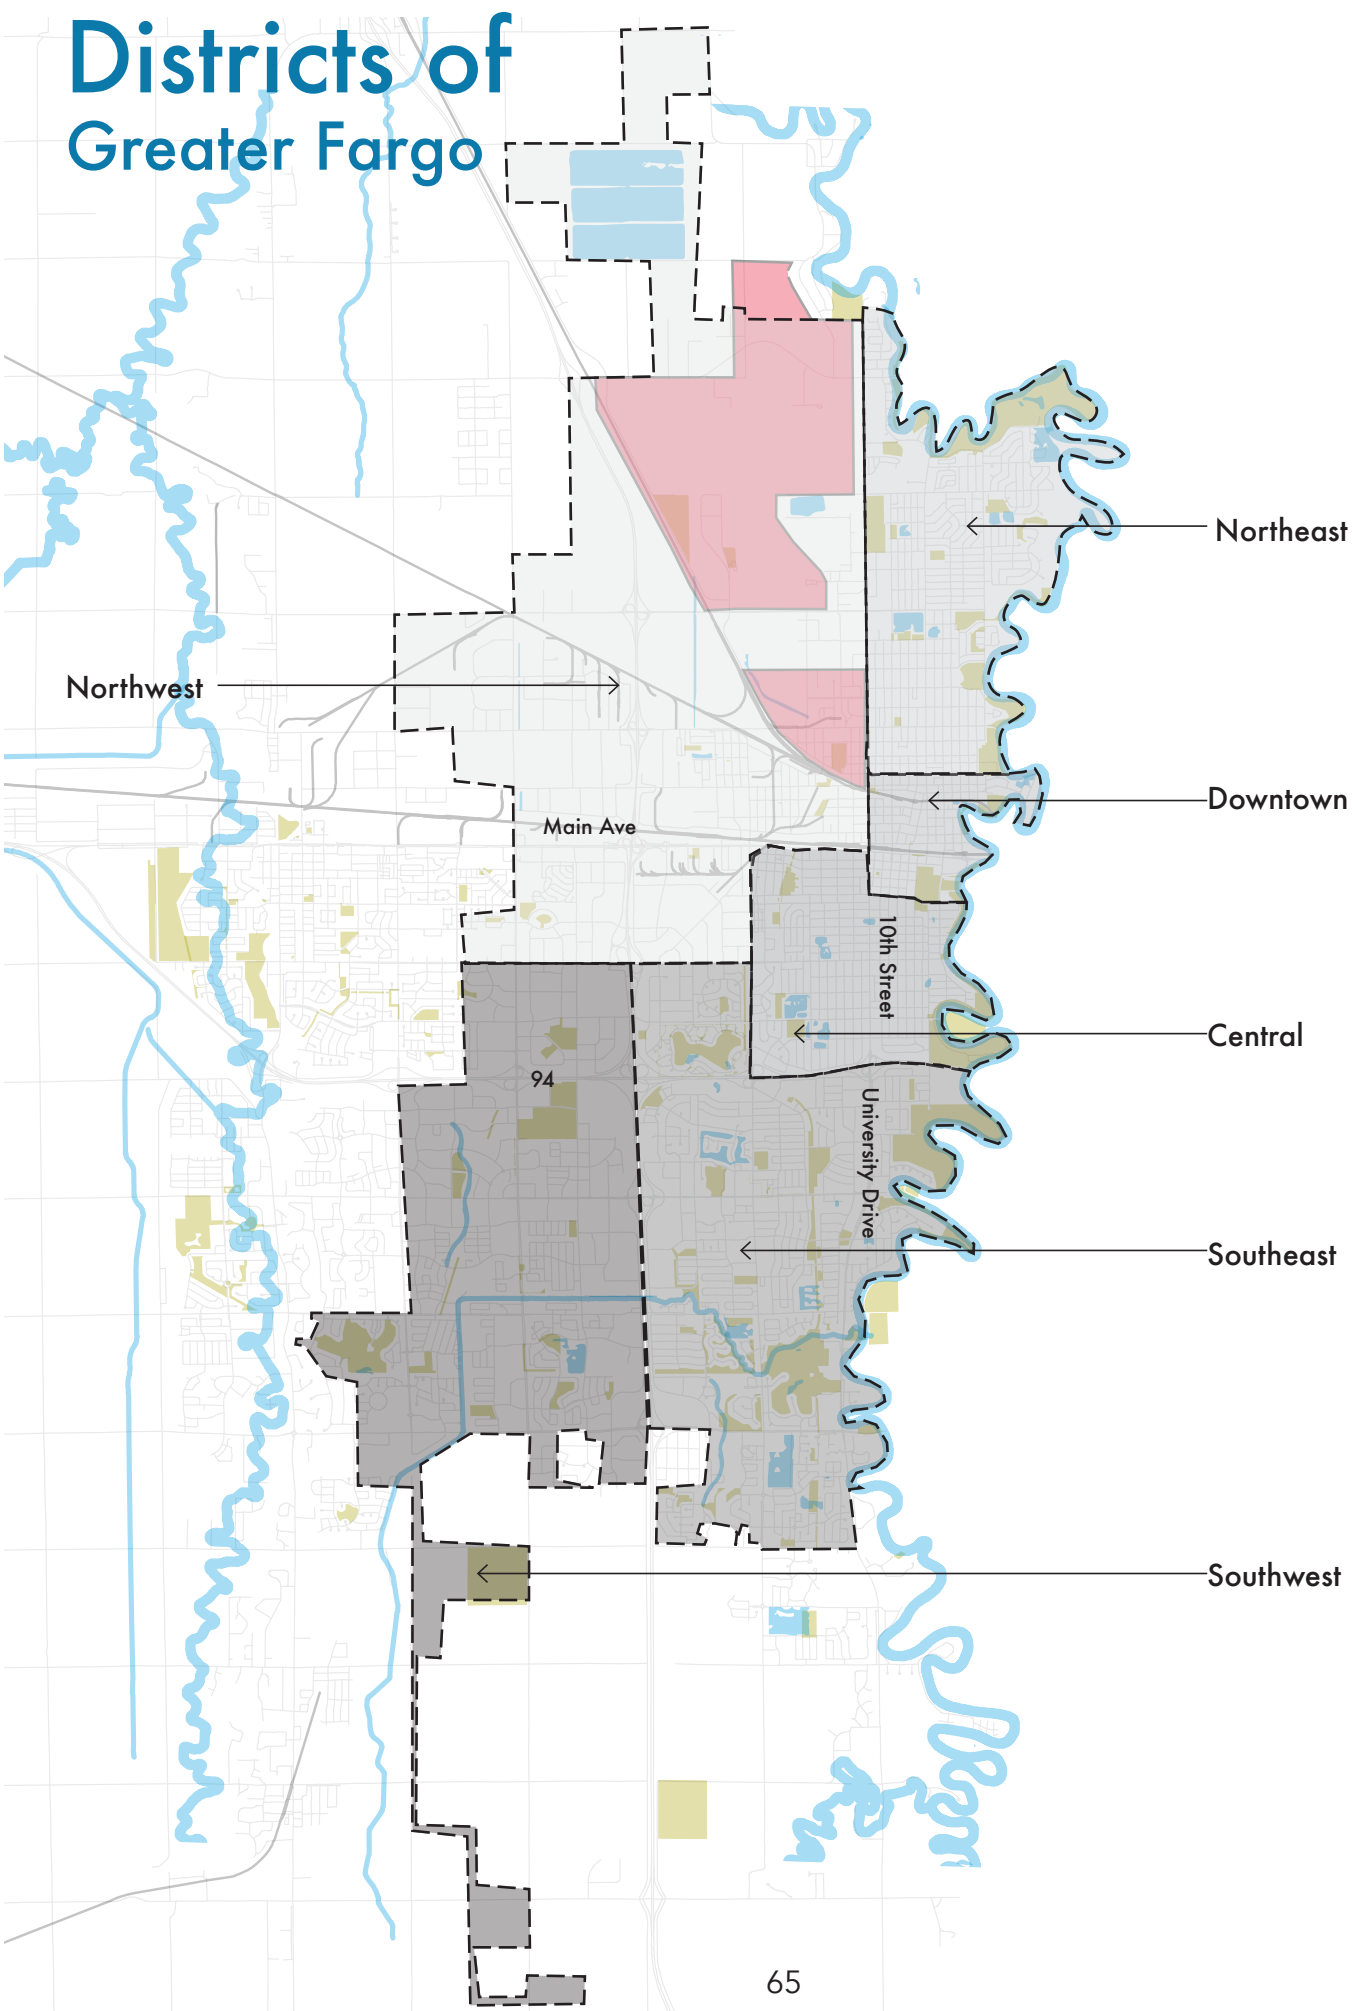 Districts of
Greater Fargo
Northeast
Northwest
Downtown
Main Ave
10th Street
Central
94
University Drive
Southeast
Southwest
65